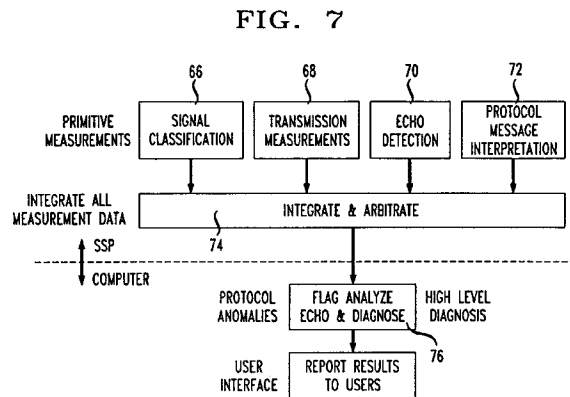 FIG. 7
66
68
70
72
PRIMITIVE
MEASUREMENTS
SIGNAL
CLASSIFICATION
TRANSMISSION
MEASUREMENTS
ECHO
DETECTION
PROTOCOL
MESSAGE
INTERPRETATION
INTEGRATE ALL
MEASUREMENT DATA
INTEGRATE & ARBITRATE
74
SSP
COMPUTER
PROTOCOL
ANOMALIES
FLAG ANALYZE
ECHO & DIAGNOSE
HIGH LEVEL
DIAGNOSIS
76
USER
INTERFACE
REPORT RESULTS
TO USERS